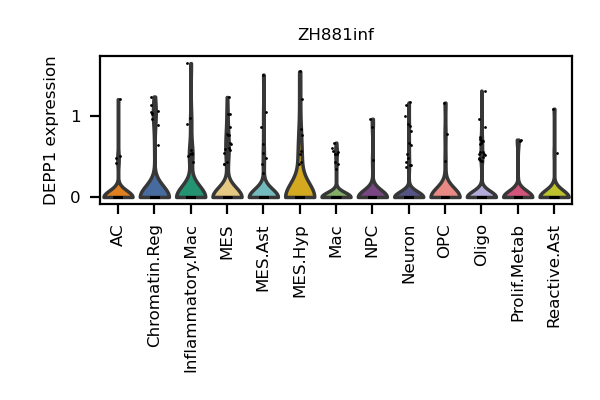 ZH881inf
DEPP1 expression
1
0
AC
Chromatin.Reg
Inflammatory.Mac
MES
MES.Ast
MES.Hyp
Mac
NPC
Neuron
OPC
Oligo
Prolif.Metab
Reactive.Ast